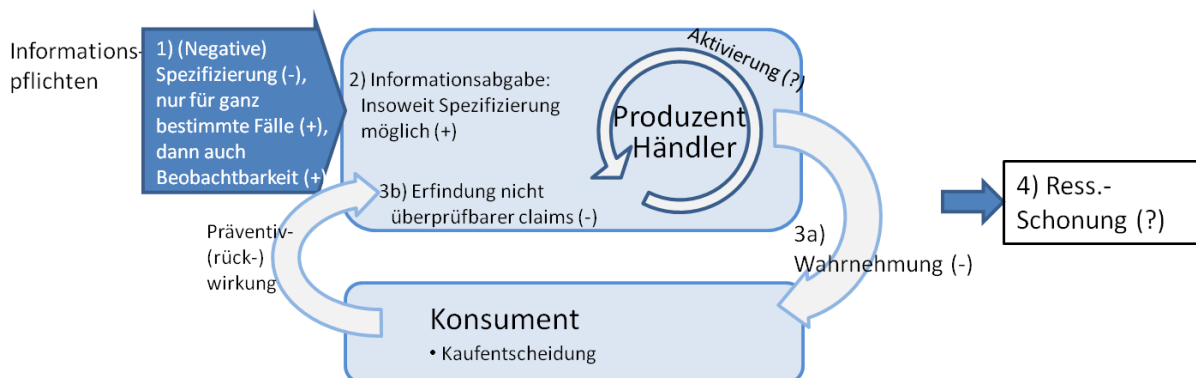 Informations-
pflichten
1) (Negative)
Spezifizierung (-),
nur für ganz
bestimmte Fälle (+),
dann auch
Beobachtbarkeit (+)
2) Informationsabgabe:
Insoweit Spezifizierung
möglich (+)
Aktivierung (?)
Produzent
Händler
3b) Erfindung nicht
überprüfbarer claims (-)
Präventiv-
(rück-)
wirkung
3a)
Wahrnehmung (-)
4) Ress.-
Schonung (?)
Konsument
• Kaufentscheidung